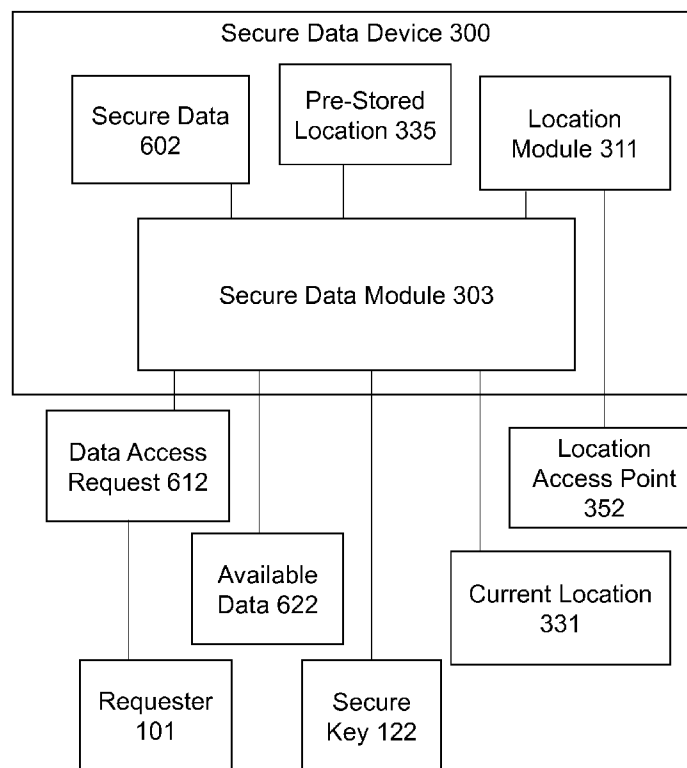 Secure Data Device 300
Secure Data
602
Pre-Stored
Location 335
Location
Module 311
Secure Data Module 303
Data Access
Request 612
Location
Access Point
352
Available
Data 622
Current Location
331
Requester
101
Secure
Key 122